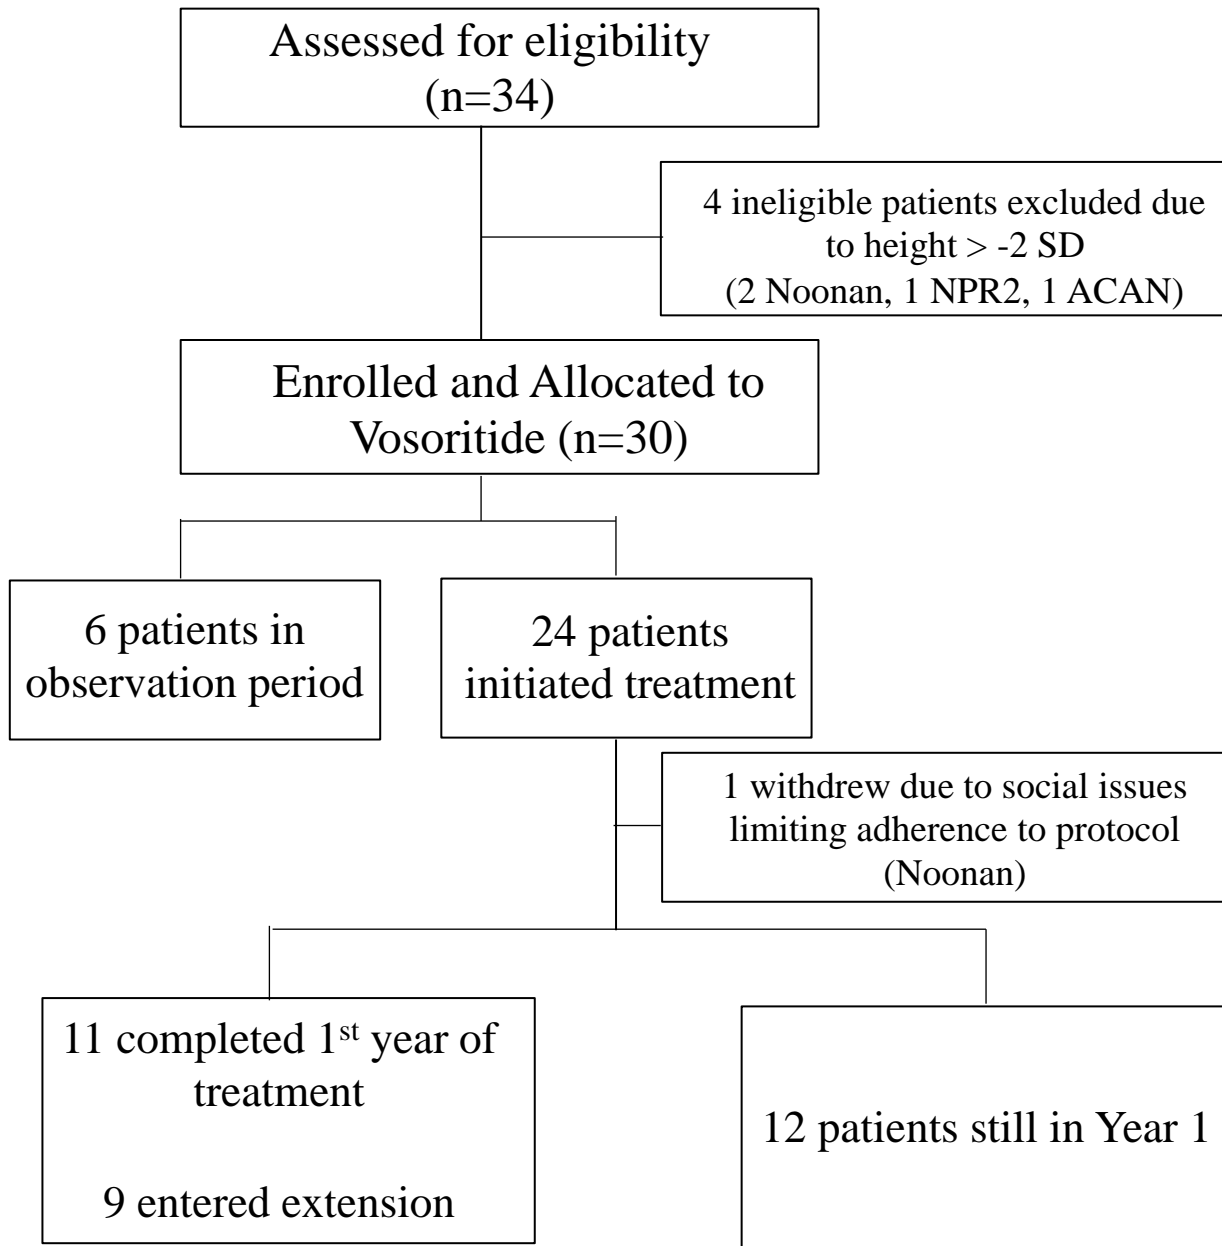 Assessed for eligibility
(n=34)
4 ineligible patients excluded due
to height > -2 SD
(2 Noonan, 1 NPR2, 1 ACAN)
Enrolled and Allocated to
Vosoritide (n=30)
6 patients in
observation period
24 patients
initiated treatment
1 withdrew due to social issues
limiting adherence to protocol
(Noonan)
11 completed 1st year of
treatment
9 entered extension
12 patients still in Year 1